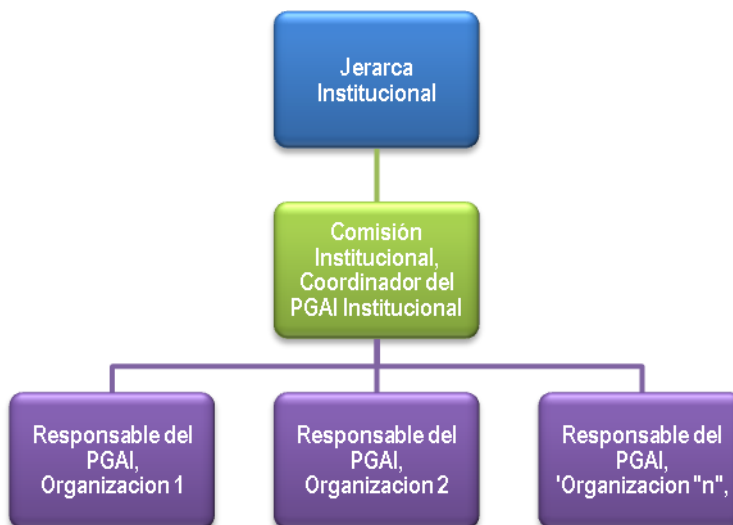 Jerarca
Institucional
Comisión
Institucional,
Coordinador del
PGAI Institucional
Responsable del
PGAI,
Organizacion 1
Responsable del
PGAI,
Organizacion 2
Responsable del
PGAI,
'Organizacion "n",